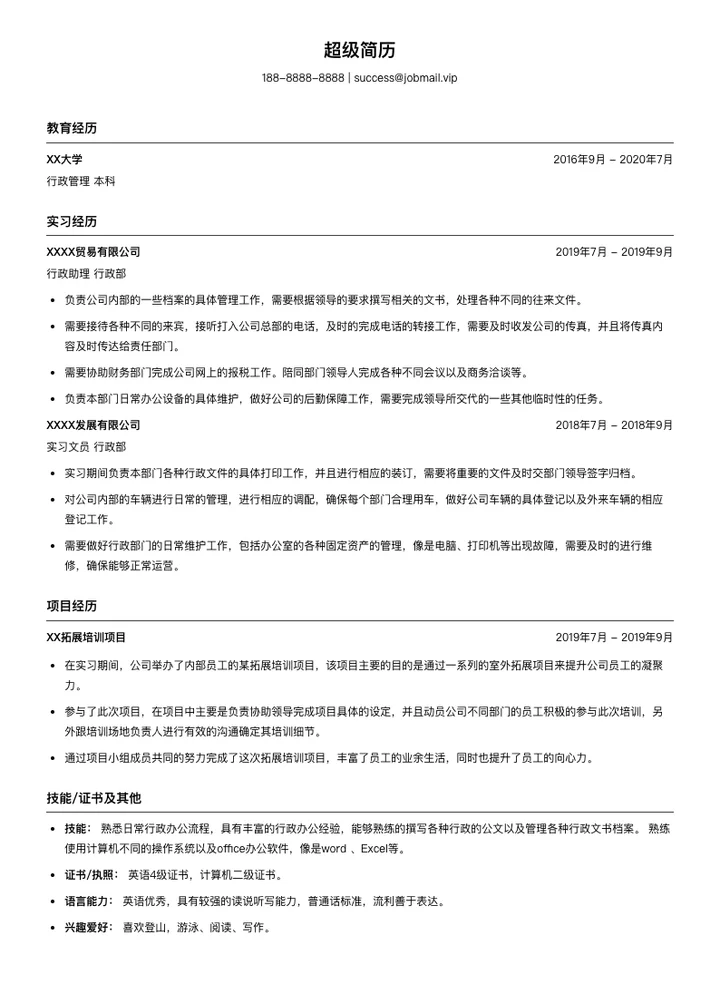 超级简历
188-8888-8888 | success@jobmail.vip
教育经历
XX大学 2016年9月 – 2020年7月
行政管理 本科
实习经历
XXXX贸易有限公司 2019年7月 – 2019年9月
行政助理 行政部
• 负责公司内部的一些档案的具体管理工作，需要根据领导的要求撰写相关的文书，处理各种不同的往来文件。
• 需要接待各种不同的来宾，接听打入公司总部的电话，及时的完成电话的转接工作，需要及时收发公司的传真，并且将传真内
容及时传达给责任部门。
• 需要协助财务部门完成公司网上的报税工作。陪同部门领导人完成各种不同会议以及商务洽谈等。
• 负责本部门日常办公设备的具体维护，做好公司的后勤保障工作，需要完成领导所交代的一些其他临时性的任务。
XXXX发展有限公司 2018年7月 – 2018年9月
实习文员 行政部
• 实习期间负责本部门各种行政文件的具体打印工作，并且进行相应的装订，需要将重要的文件及时交部门领导签字归档。
• 对公司内部的车辆进行日常的管理，进行相应的调配，确保每个部门合理用车，做好公司车辆的具体登记以及外来车辆的相应
登记工作。
• 需要做好行政部门的日常维护工作，包括办公室的各种固定资产的管理，像是电脑、打印机等出现故障，需要及时的进行维
修，确保能够正常运营。
项目经历
XX拓展培训项目 2019年7月 – 2019年9月
• 在实习期间，公司举办了内部员工的某拓展培训项目，该项目主要的目的是通过一系列的室外拓展项目来提升公司员工的凝聚
力。
• 参与了此次项目，在项目中主要是负责协助领导完成项目具体的设定，并且动员公司不同部门的员工积极的参与此次培训，另
外跟培训场地负责人进行有效的沟通确定其培训细节。
• 通过项目小组成员共同的努力完成了这次拓展培训项目，丰富了员工的业余生活，同时也提升了员工的向心力。
技能/证书及其他
• 技能： 熟悉日常行政办公流程，具有丰富的行政办公经验，能够熟练的撰写各种行政的公文以及管理各种行政文书档案。 熟练
使用计算机不同的操作系统以及office办公软件，像是word 、Excel等。
• 证书/执照： 英语4级证书，计算机二级证书。
• 语言能力： 英语优秀，具有较强的读说听写能力，普通话标准，流利善于表达。
• 兴趣爱好： 喜欢登山，游泳、阅读、写作。